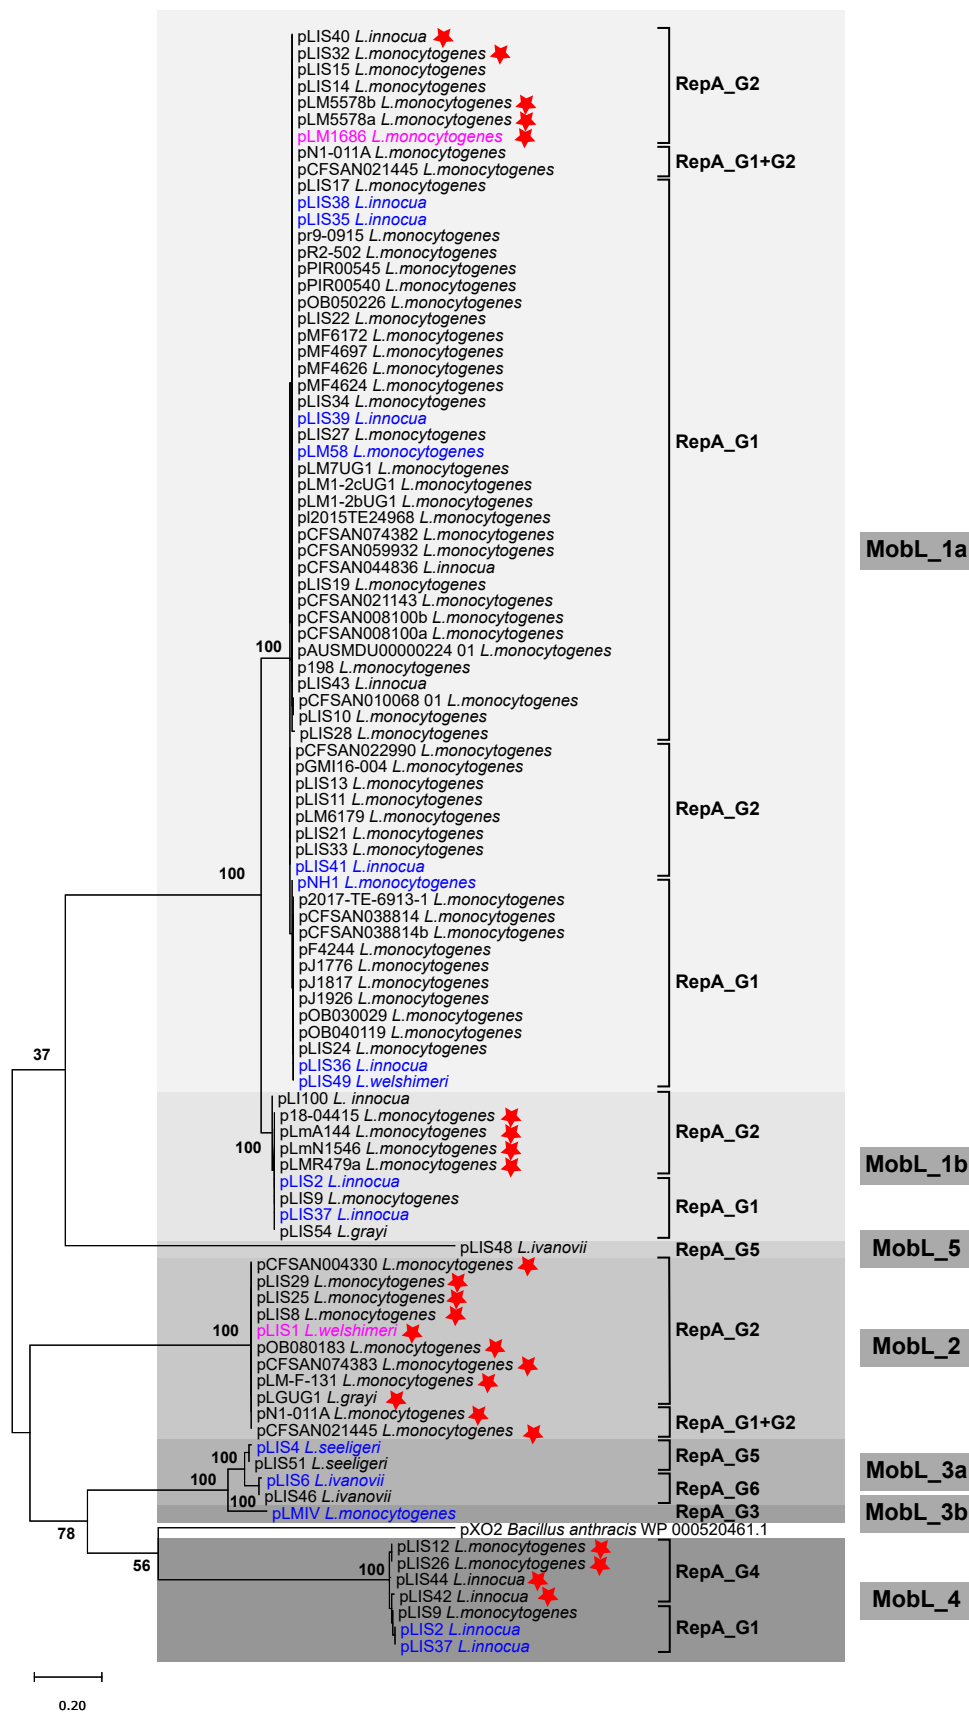 pLIS40 L.innocua
pLIS32 L.monocytogenes
pLIS15 L.monocytogenes
pLIS14 L.monocytogenes
RepA_G2
pLM5578b L.monocytogenes
pLM5578a L.monocytogenes
pLM1686 L.monocytogenes
pN1-011A L.monocytogenes
RepA_G1+G2
pCFSAN021445 L.monocytogenes
pLIS17 L.monocytogenes
pLIS38 L.innocua
pLIS35 L.innocua
pr9-0915 L.monocytogenes
pR2-502 L.monocytogenes
pPIR00545 L.monocytogenes
pPIR00540 L.monocytogenes
pOB050226 L.monocytogenes
pLIS22 L.monocytogenes
pMF6172 L.monocytogenes
pMF4697 L.monocytogenes
pMF4626 L.monocytogenes
pMF4624 L.monocytogenes
pLIS34 L.monocytogenes
pLIS39 L.innocua
pLIS27 L.monocytogenes
RepA_G1
pLM58 L.monocytogenes
pLM7UG1 L.monocytogenes
pLM1-2cUG1 L.monocytogenes
pLM1-2bUG1 L.monocytogenes
pI2015TE24968 L.monocytogenes
pCFSAN074382 L.monocytogenes
pCFSAN059932 L.monocytogenes
MobL_1a
pCFSAN044836 L.innocua
pLIS19 L.monocytogenes
pCFSAN021143 L.monocytogenes
pCFSAN008100b L.monocytogenes
pCFSAN008100a L.monocytogenes
100
pAUSMDU00000224 01 L.monocytogenes
p198 L.monocytogenes
pLIS43 L.innocua
pCFSAN010068 01 L.monocytogenes
pLIS10 L.monocytogenes
pLIS28 L.monocytogenes
pCFSAN022990 L.monocytogenes
pGMI16-004 L.monocytogenes
pLIS13 L.monocytogenes
pLIS11 L.monocytogenes
RepA_G2
pLM6179 L.monocytogenes
pLIS21 L.monocytogenes
pLIS33 L.monocytogenes
pLIS41 L.innocua
100
pNH1 L.monocytogenes
p2017-TE-6913-1 L.monocytogenes
pCFSAN038814 L.monocytogenes
pCFSAN038814b L.monocytogenes
pF4244 L.monocytogenes
pJ1776 L.monocytogenes
pJ1817 L.monocytogenes
RepA_G1
pJ1926 L.monocytogenes
pOB030029 L.monocytogenes
pOB040119 L.monocytogenes
pLIS24 L.monocytogenes
37
pLIS36 L.innocua
pLIS49 L.welshimeri
pLI100 L. innocua
p18-04415 L.monocytogenes
pLmA144 L.monocytogenes
RepA_G2
100
pLmN1546 L.monocytogenes
pLMR479a L.monocytogenes
MobL_1b
pLIS2 L.innocua
pLIS9 L.monocytogenes
RepA_G1
pLIS37 L.innocua
pLIS54 L.grayi
pLIS48 L.ivanovii
RepA_G5
MobL_5
pCFSAN004330 L.monocytogenes
pLIS29 L.monocytogenes
pLIS25 L.monocytogenes
pLIS8 L.monocytogenes
100
pLIS1 L.welshimeri
RepA_G2
pOB080183 L.monocytogenes
MobL_2
pCFSAN074383 L.monocytogenes
pLM-F-131 L.monocytogenes
pLGUG1 L.grayi
pN1-011A L.monocytogenes
RepA_G1+G2
pCFSAN021445 L.monocytogenes
pLIS4 L.seeligeri
100
RepA_G5
pLIS51 L.seeligeri
MobL_3a
100
pLIS6 L.ivanovii
RepA_G6
100
pLIS46 L.ivanovii
pLMIV L.monocytogenes
RepA_G3
MobL_3b
78
pXO2 Bacillus anthracis WP 000520461.1
pLIS12 L.monocytogenes
56
100
pLIS26 L.monocytogenes
RepA_G4
pLIS44 L.innocua
pLIS42 L.innocua
MobL_4
pLIS9 L.monocytogenes
pLIS2 L.innocua
RepA_G1
pLIS37 L.innocua
0.20